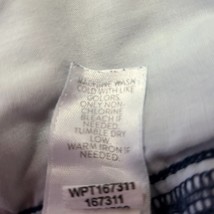 MACHINE WASH
COLD WITH LIKE
COLORS
ONLY NON-
CHLORINE
BLEACH IF
NEEDED.
TUMBLE DRY
LOW.
WARM IRON IF
NEEDED.
WPT167311
167311